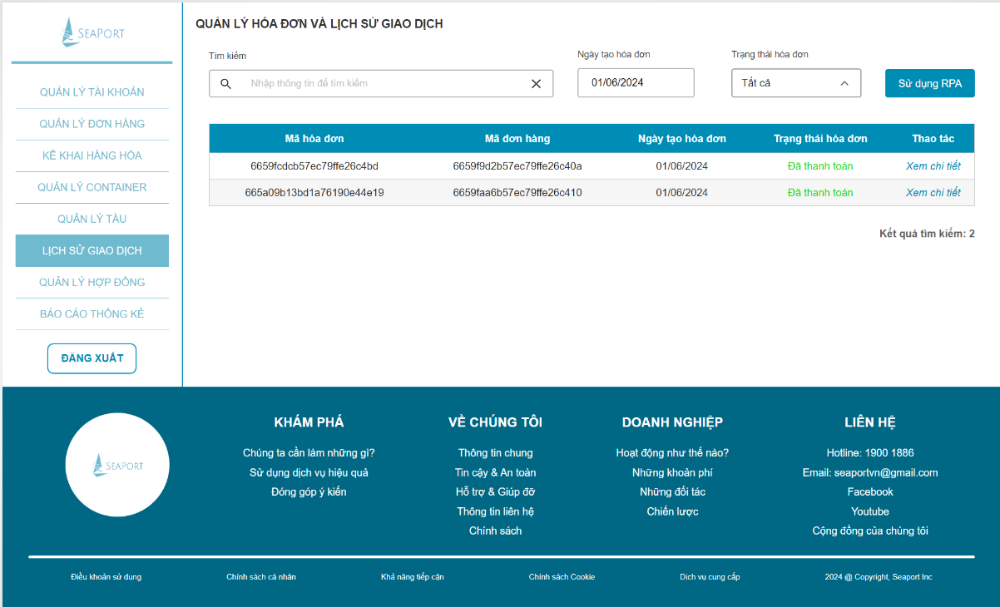 SEAPORT
QUẢN LÝ TÀI KHOẢN
QUẢN LÝ ĐƠN HÀNG
KÊ KHAI HÀNG HÓA
QUẢN LÝ CONTAINER
QUẢN LÝ TÀU
LỊCH SỬ GIAO DỊCH
QUẢN LÝ HỢP ĐỒNG
BÁO CÁO THỐNG KÊ
ĐĂNG XUẤT
QUẢN LÝ HÓA ĐƠN VÀ LỊCH SỬ GIAO DỊCH
Tìm kiếm Ngày tạo hóa đơn Trạng thái hóa đơn
Nhập thông tin để tìm kiếm 01/06/2024 Tất cả Sử dụng RPA
Mã hóa đơn Mã đơn hàng Ngày tạo hóa đơn Trạng thái hóa đơn Thao tác
6659fcdcb57ec79ffe26c4bd 6659f9d2b57ec79ffe26c40a 01/06/2024 Đã thanh toán Xem chi tiết
665a09b13bd1a76190e44e19 6659faa6b57ec79ffe26c410 01/06/2024 Đã thanh toán Xem chi tiết
Kết quả tìm kiếm: 2
SEAPORT
KHÁM PHÁ
Chúng ta cần làm những gì?
Sử dụng dịch vụ hiệu quả
Đóng góp ý kiến
VỀ CHÚNG TÔI
Thông tin chung
Tin cậy & An toàn
Hỗ trợ & Giúp đỡ
Thông tin liên hệ
Chính sách
DOANH NGHIỆP
Hoạt động như thế nào?
Những khoản phí
Những đối tác
Chiến lược
LIÊN HỆ
Hotline: 1900 1886
Email: seaportvn@gmail.com
Facebook
Youtube
Cộng đồng của chúng tôi
Điều khoản sử dụng Chính sách cá nhân Khả năng tiếp cận Chính sách Cookie Dịch vụ cung cấp 2024 @ Copyright, Seaport Inc